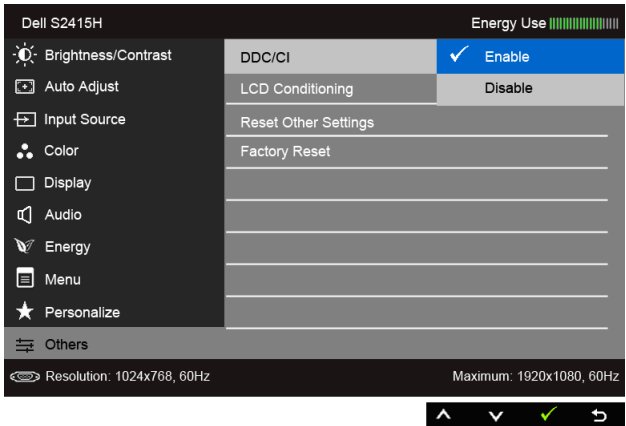 Dell S2415H
Energy Use
Brightness/Contrast
DDC/CI
Enable
Auto Adjust
LCD Conditioning
Disable
Input Source
Reset Other Settings
Color
Factory Reset
Display
Audio
Energy
Menu
Personalize
Others
Resolution: 1024x768, 60Hz
Maximum: 1920x1080, 60Hz